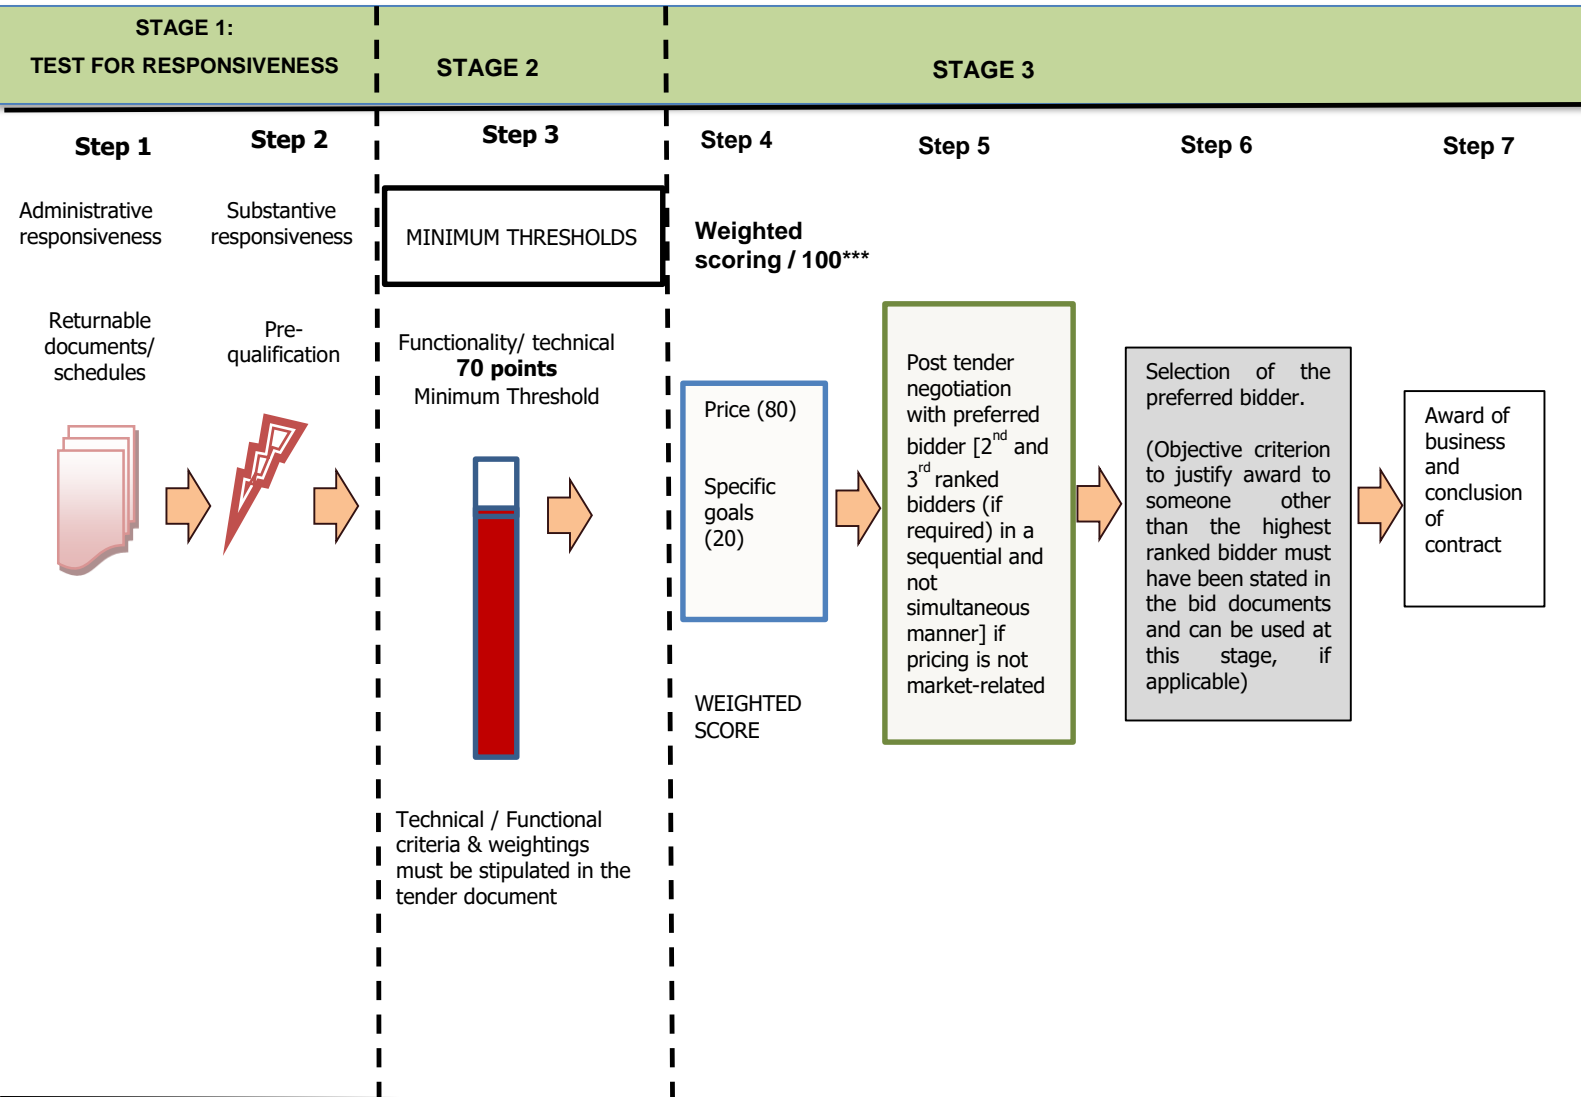 STAGE 1:
TEST FOR RESPONSIVENESS
STAGE 2
STAGE 3
Step 1
Step 2
Step 3
Step 4
Step 5
Step 6
Step 7
Administrative
responsiveness
Substantive
responsiveness
MINIMUM THRESHOLDS
Weighted
scoring / 100***
Returnable
documents/
schedules
Pre-
qualification
Functionality/ technical
70 points
Minimum Threshold
Technical / Functional
criteria & weightings
must be stipulated in the
tender document
Price (80)
Specific
goals
(20)
WEIGHTED
SCORE
Post tender
negotiation
with preferred
bidder [2nd and
3rd ranked
bidders (if
required) in a
sequential and
not
simultaneous
manner] if
pricing is not
market-related
Selection of the
preferred bidder.
(Objective criterion
to justify award to
someone other
than the highest
ranked bidder must
have been stated in
the bid documents
and can be used at
this stage, if
applicable)
Award of
business
and
conclusion
of
contract